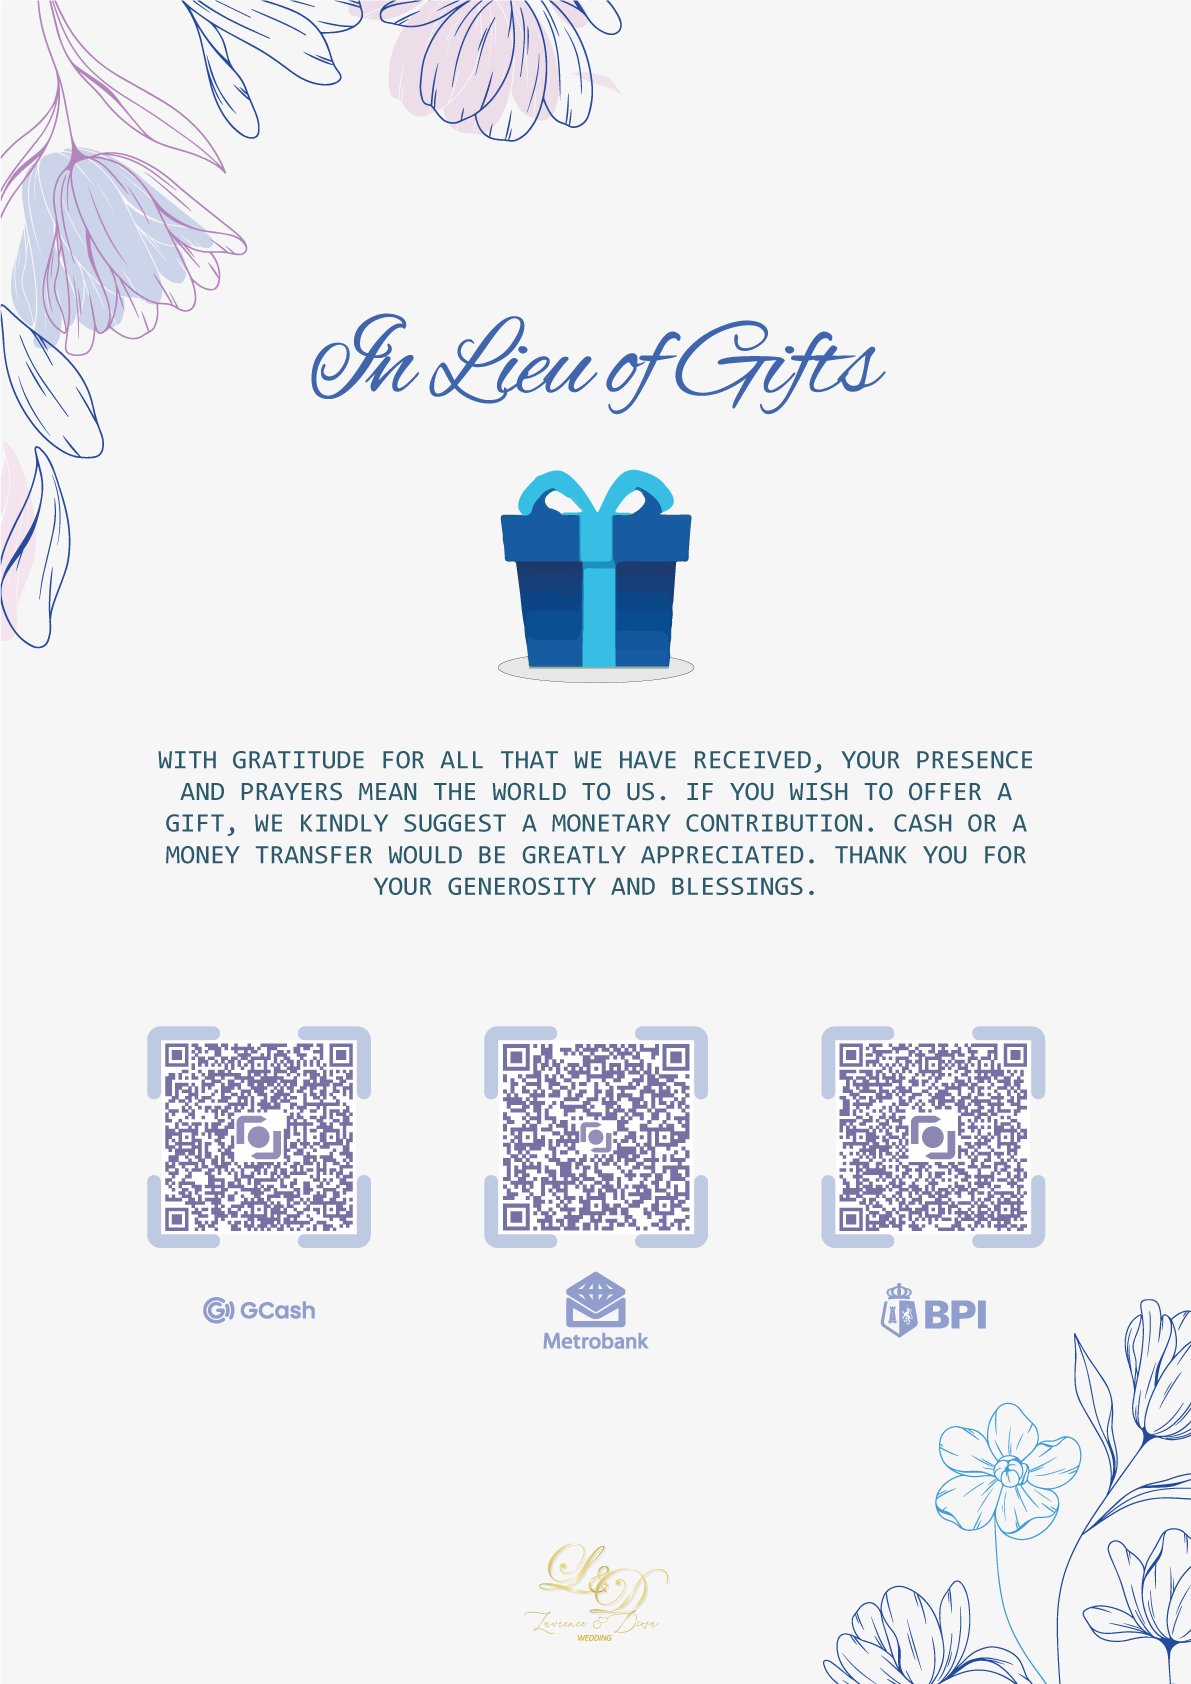 In Lieu of Gifts
WITH GRATITUDE FOR ALL THAT WE HAVE RECEIVED, YOUR PRESENCE
AND PRAYERS MEAN THE WORLD TO US. IF YOU WISH TO OFFER A
GIFT, WE KINDLY SUGGEST A MONETARY CONTRIBUTION. CASH OR A
MONEY TRANSFER WOULD BE GREATLY APPRECIATED. THANK YOU FOR
YOUR GENEROSITY AND BLESSINGS.
GCash
Metrobank
BPI
L&D
Lawrence &
WEDDING